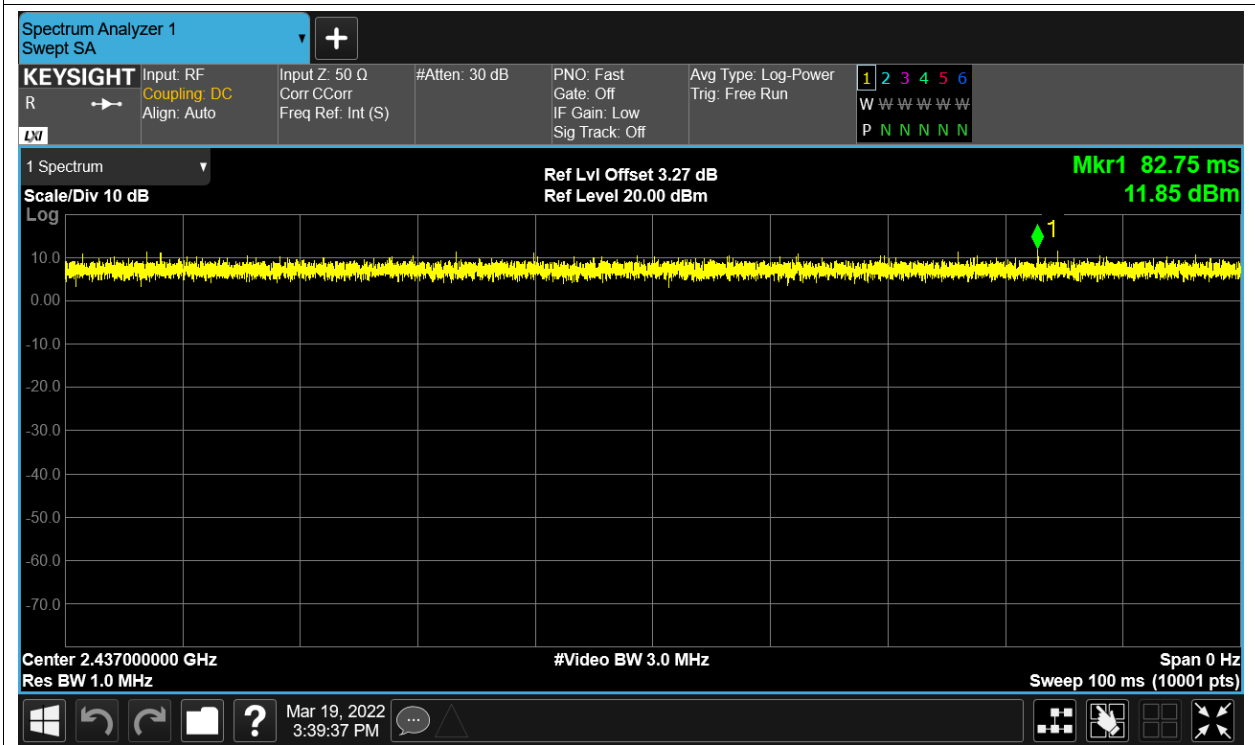 Spectrum Analyzer 1
Swept SA
KEYSIGHT
R
LXI
Input: RF
Coupling: DC
Align: Auto
Input Z: 50 Ω
Corr CCorr
Freq Ref: Int (S)
#Atten: 30 dB
PNO: Fast
Gate: Off
IF Gain: Low
Sig Track: Off
Avg Type: Log-Power
Trig: Free Run
1 2 3 4 5 6
W W W W W W
P N N N N N
1 Spectrum
Scale/Div 10 dB
Ref Lvl Offset 3.27 dB
Ref Level 20.00 dBm
Mkr1 82.75 ms
11.85 dBm
Log
1
10.0
0.00
-10.0
-20.0
-30.0
-40.0
-50.0
-60.0
-70.0
Center 2.437000000 GHz
#Video BW 3.0 MHz
Span 0 Hz
Res BW 1.0 MHz
Sweep 100 ms (10001 pts)
?
Mar 19, 2022
3:39:37 PM